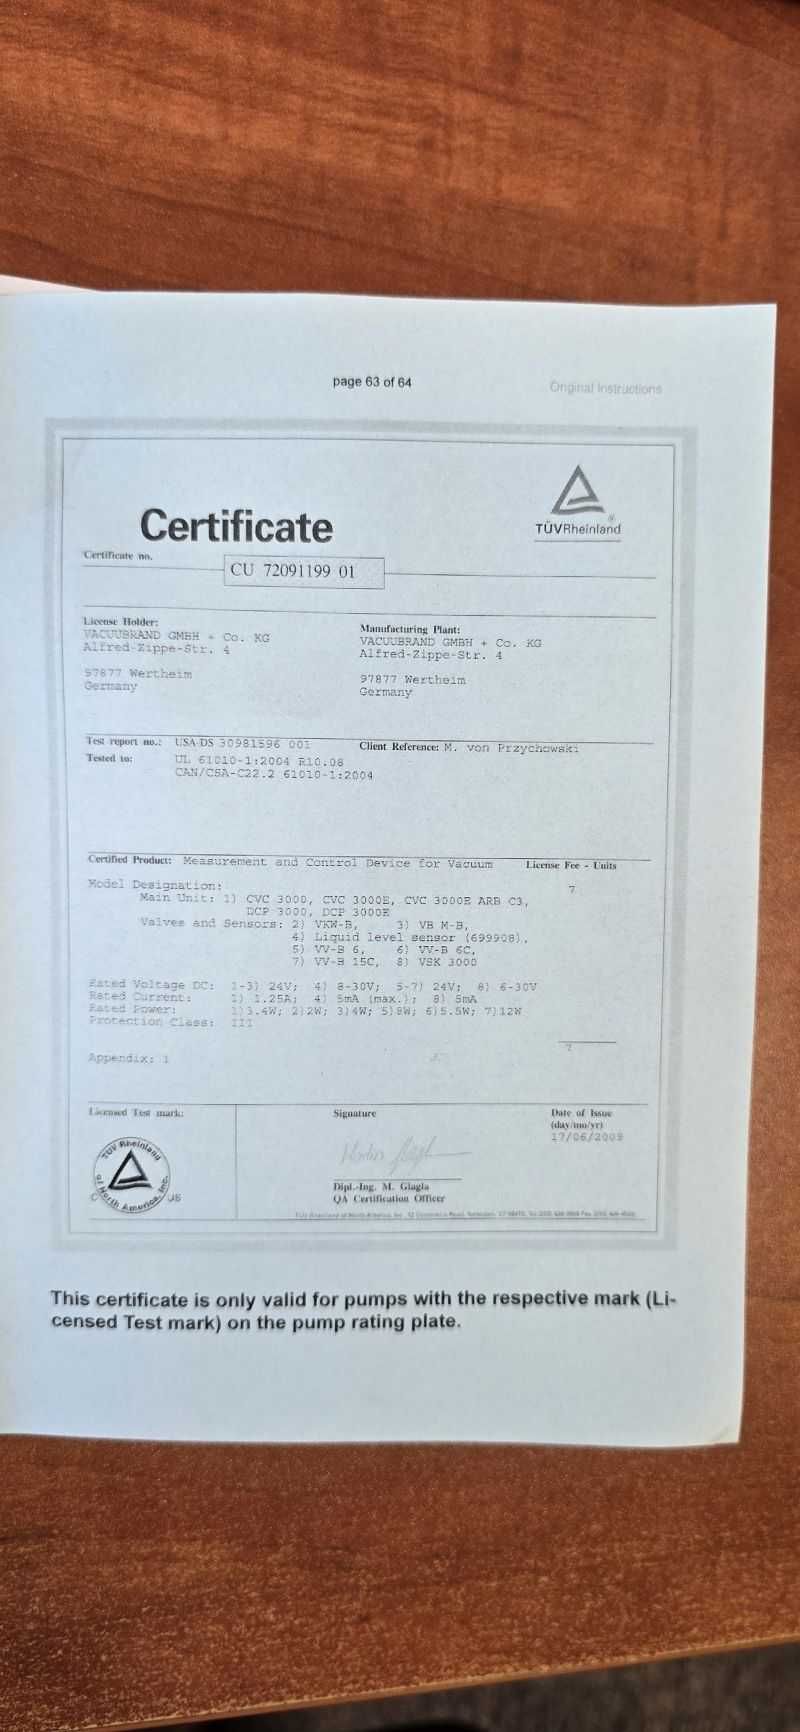 page 63 of 64
Original Instructions
Certificate
TÜVRheinland
®
Certificate no.
CU 72091199 01
License Holder:
VACUUBRAND GMBH + Co. KG
Alfred-Zippe-Str. 4
97877 Wertheim
Germany
Manufacturing Plant:
VACUUBRAND GMBH + Co. KG
Alfred-Zippe-Str. 4
97877 Wertheim
Germany
Test report no.: USA-DS 30981596 001
Client Reference: M. von Przychowski
Tested to: UL 61010-1:2004 R10.08
CAN/CSA-C22.2 61010-1:2004
Certified Product: Measurement and Control Device for Vacuum
License Fee - Units
Model Designation:
7
Main Unit: 1) CVC 3000, CVC 3000E, CVC 3000E ARB C3,
DCP 3000, DCP 3000E
Valves and Sensors: 2) VKW-B, 3) VB M-B,
4) Liquid level sensor (699908),
5) VV-B 6, 6) VV-B 6C,
7) VV-B 15C, 8) VSK 3000
Rated Voltage DC: 1-3) 24V; 4) 8-30V; 5-7) 24V; 8) 6-30V
Rated Current: 1) 1.25A; 4) 5mA (max.); 8) 5mA
Rated Power: 1)3.4W; 2)2W; 3)4W; 5)8W; 6)5.5W; 7)12W
Protection Class: III
7
Appendix: 1
Licensed Test mark:
TÜV Rheinland
of North America, Inc.
C US
Signature
Dipl.-Ing. M. Glagla
QA Certification Officer
Date of Issue
(day/mo/yr)
17/06/2009
This certificate is only valid for pumps with the respective mark (Li-
censed Test mark) on the pump rating plate.